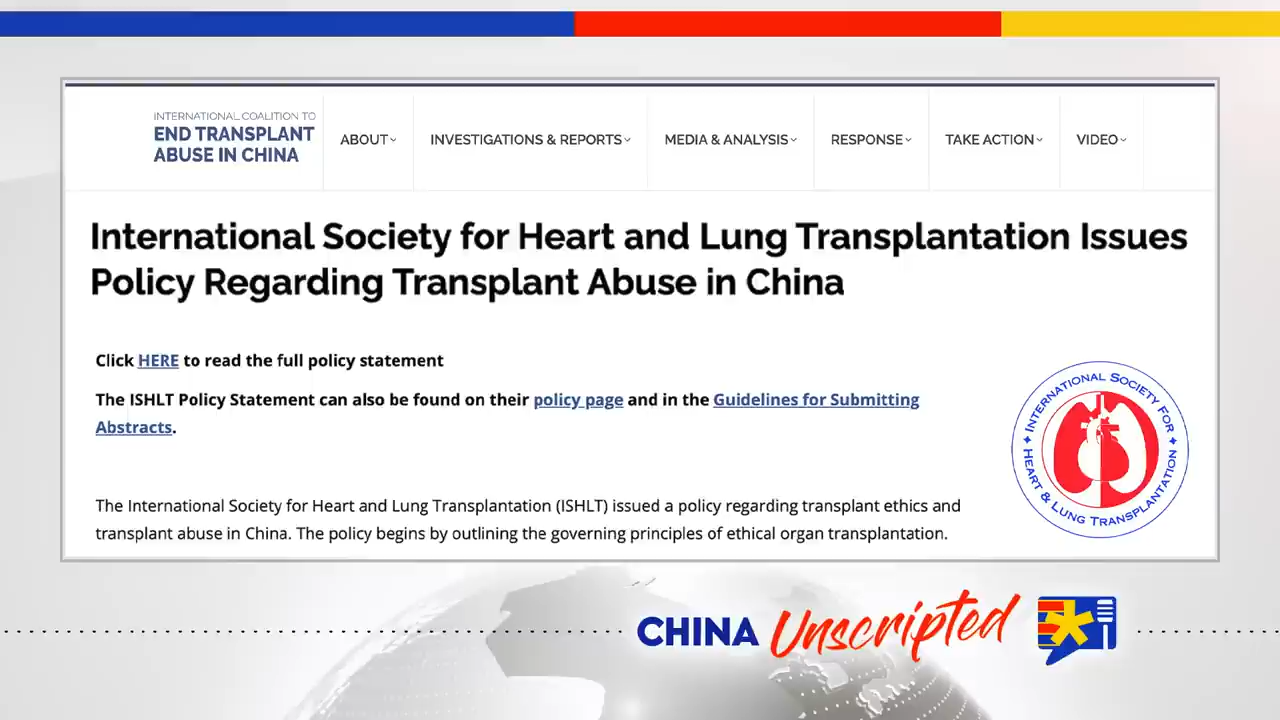 INTERNATIONAL COALITION TO
END TRANSPLANT
ABUSE IN CHINA
ABOUT
INVESTIGATIONS & REPORTS
MEDIA & ANALYSIS
RESPONSE
TAKE ACTION
VIDEO
International Society for Heart and Lung Transplantation Issues
Policy Regarding Transplant Abuse in China
Click HERE to read the full policy statement
The ISHLT Policy Statement can also be found on their policy page and in the Guidelines for Submitting
Abstracts.
The International Society for Heart and Lung Transplantation (ISHLT) issued a policy regarding transplant ethics and
transplant abuse in China. The policy begins by outlining the governing principles of ethical organ transplantation.
INTERNATIONAL SOCIETY FOR
HEART & LUNG TRANSPLANTATION
CHINA Unscripted